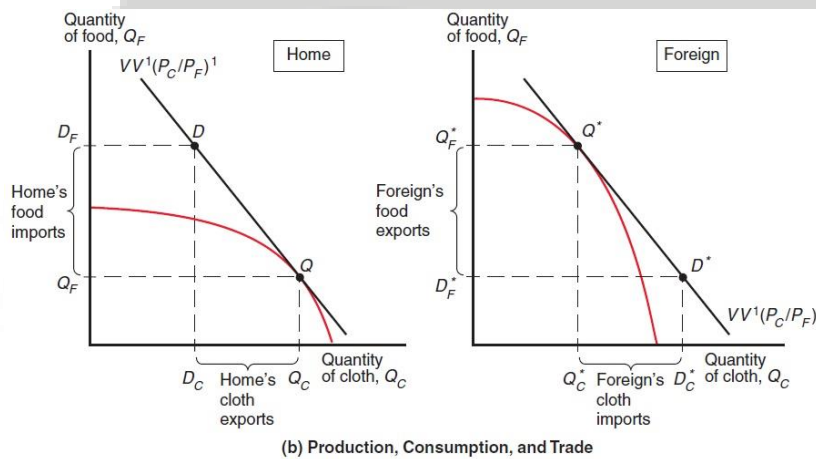 Quantity
of food, Q_F
VV¹(P_C/P_F)¹
Home
D_F
D
Home's
food
imports
Q_F
Q
D_C
Home's
cloth
exports
Q_C
Quantity
of cloth, Q_C
Quantity
of food, Q_F
Foreign
Q*_F
Q*
Foreign's
food
exports
D*_F
D*
VV¹(P_C/P_F)
Q*_C
Foreign's
cloth
imports
D*_C
Quantity
of cloth, Q_C
(b) Production, Consumption, and Trade